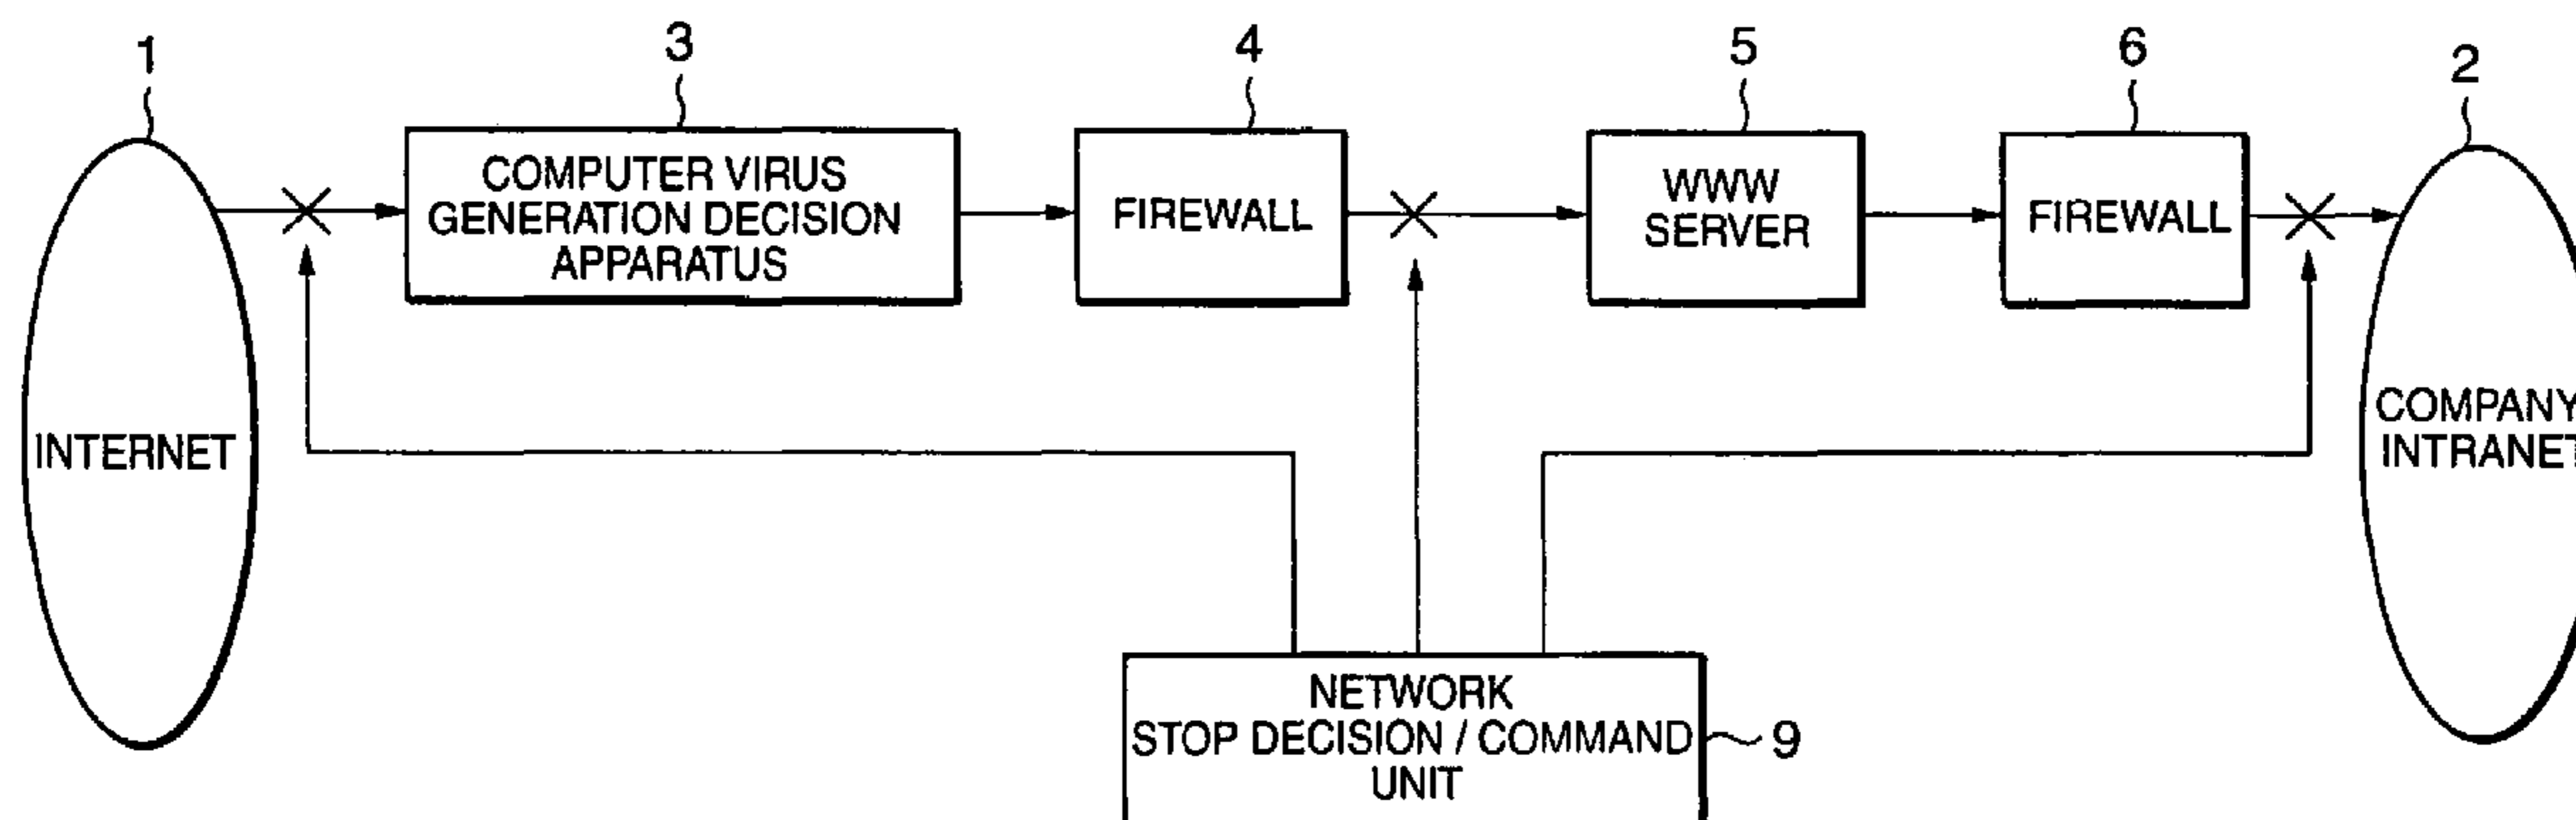 1
3
4
5
6
2
COMPUTER VIRUS
GENERATION DECISION
APPARATUS
FIREWALL
WWW
SERVER
FIREWALL
INTERNET
COMPANY
INTRANET
NETWORK
STOP DECISION / COMMAND
UNIT
9